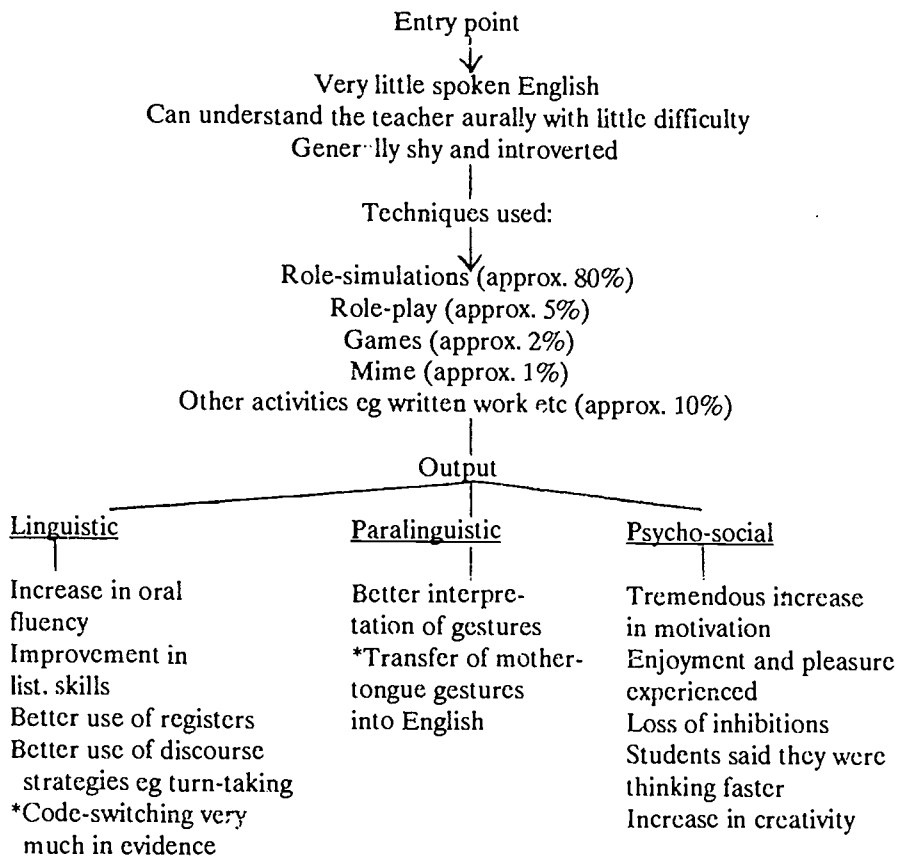 Entry point
Very little spoken English
Can understand the teacher aurally with little difficulty
Gener lly shy and introverted
Techniques used:
Role-simulations (approx. 80%)
Role-play (approx. 5%)
Games (approx. 2%)
Mime (approx. 1%)
Other activities eg written work etc (approx. 10%)
Output
Linguistic
Increase in oral
fluency
Improvement in
list. skills
Better use of registers
Better use of discourse
strategies eg turn-taking
*Code-switching very
much in evidence
Paralinguistic
Better interpre-
tation of gestures
*Transfer of mother-
tongue gestures
into English
Psycho-social
Tremendous increase
in motivation
Enjoyment and pleasure
experienced
Loss of inhibitions
Students said they were
thinking faster
Increase in creativity